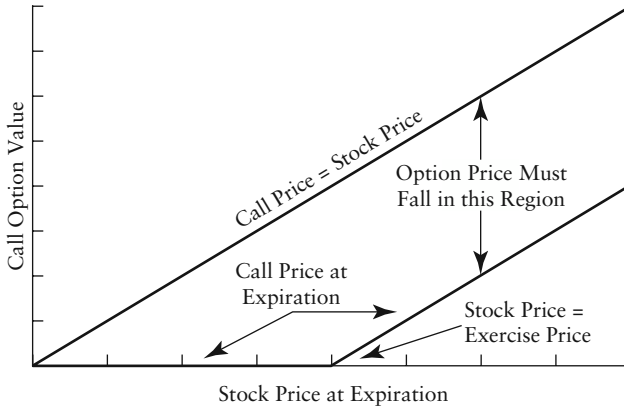 Call Option Value
Call Price = Stock Price
Option Price Must
Fall in this Region
Call Price at
Expiration
Stock Price =
Exercise Price
Stock Price at Expiration